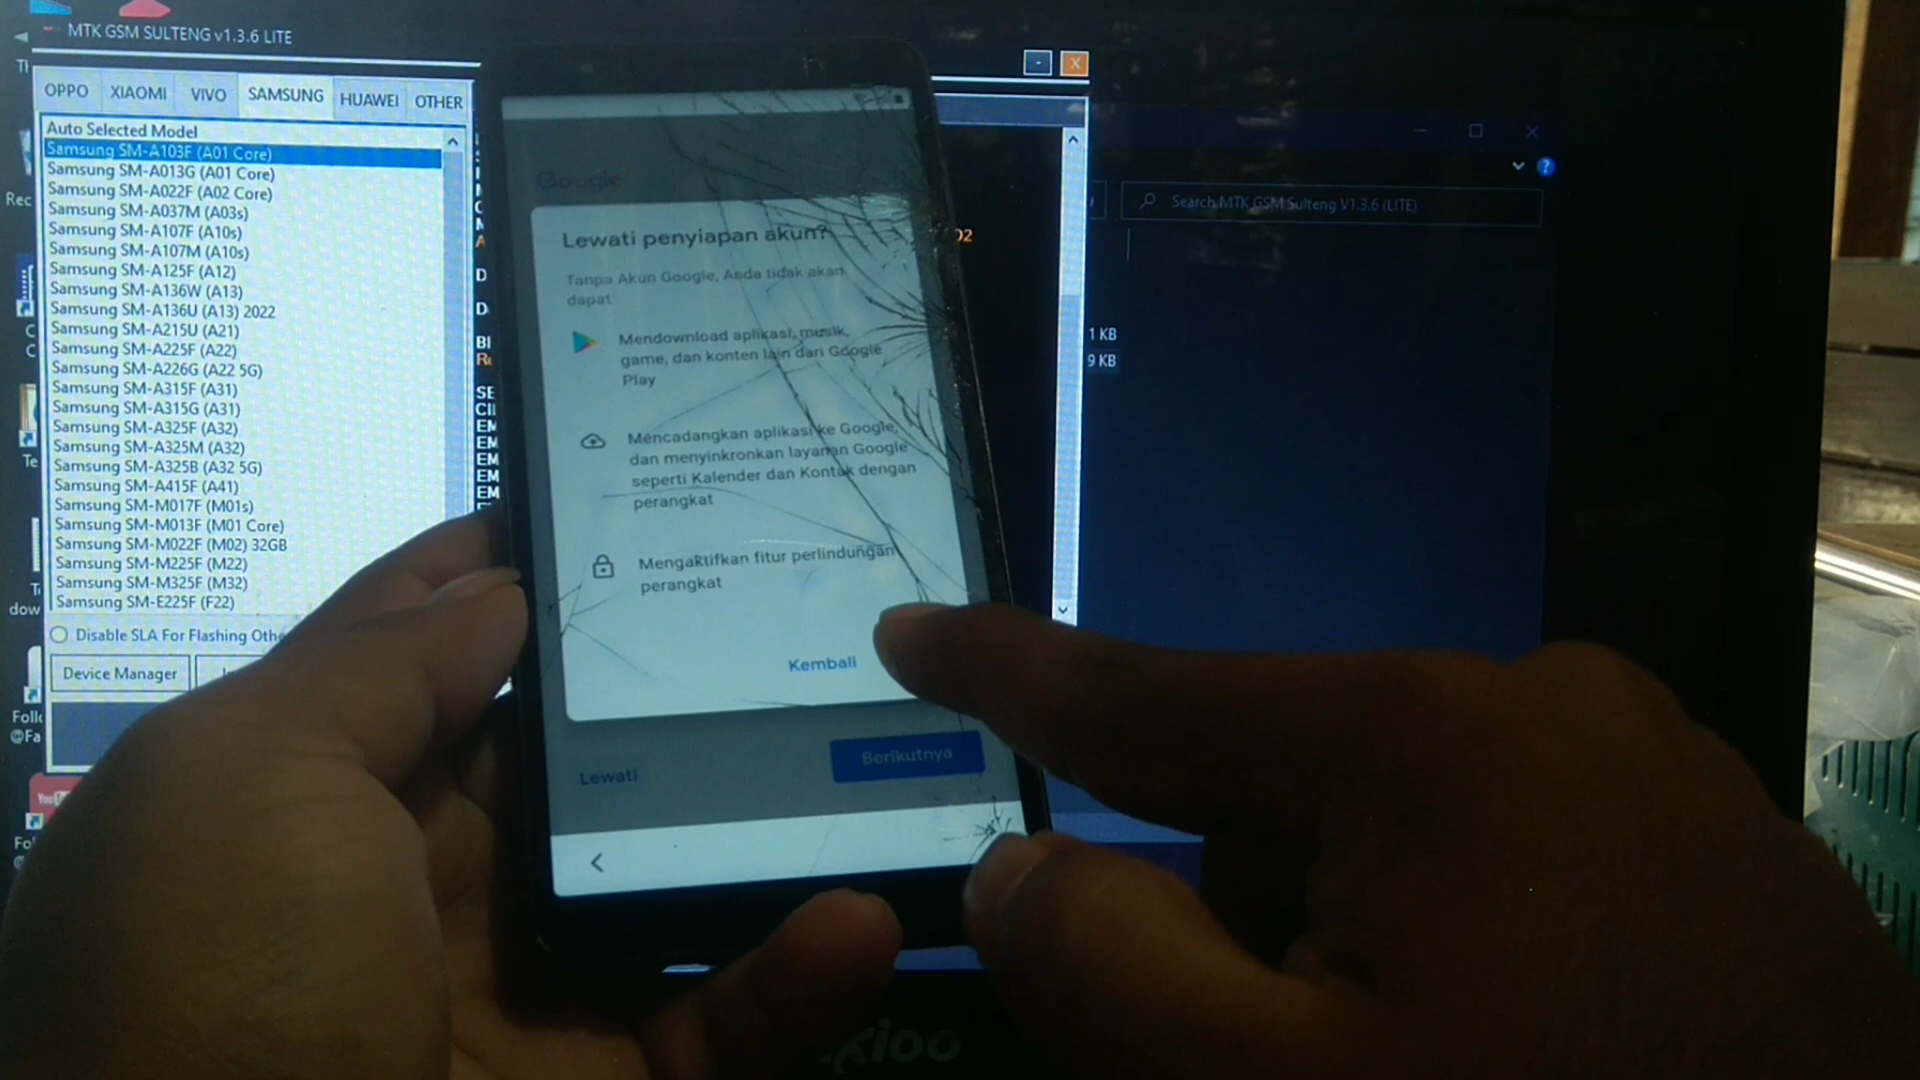 MTK GSM SULTENG v1.3.6 LITE
OPPO XIAOMI VIVO SAMSUNG HUAWEI OTHER
Auto Selected Model
Samsung SM-A103F (A01 Core)
Samsung SM-A013G (A01 Core)
Samsung SM-A022F (A02 Core)
Samsung SM-A037M (A03s)
Samsung SM-A107F (A10s)
Samsung SM-A107M (A10s)
Samsung SM-A125F (A12)
Samsung SM-A136W (A13)
Samsung SM-A136U (A13) 2022
Samsung SM-A215U (A21)
Samsung SM-A225F (A22)
Samsung SM-A226G (A22 5G)
Samsung SM-A315F (A31)
Samsung SM-A315G (A31)
Samsung SM-A325F (A32)
Samsung SM-A325M (A32)
Samsung SM-A325B (A32 5G)
Samsung SM-A415F (A41)
Samsung SM-M017F (M01s)
Samsung SM-M013F (M01 Core)
Samsung SM-M022F (M02) 32GB
Samsung SM-M225F (M22)
Samsung SM-M325F (M32)
Samsung SM-E225F (F22)
Disable SLA For Flashing
Device Manager
Google
Lewati penyiapan akun?
Tanpa Akun Google, Anda tidak akan
dapat:
Mendownload aplikasi, musik,
game, dan konten lain dari Google
Play
Mencadangkan aplikasi ke Google,
dan menyinkronkan layanan Google
seperti Kalender dan Kontak dengan
perangkat
Mengaktifkan fitur perlindungan
perangkat
Kembali
Lewati
Berikutnya
Search MTK GSM Sulteng V1.3.6 (LITE)
1 KB
9 KB